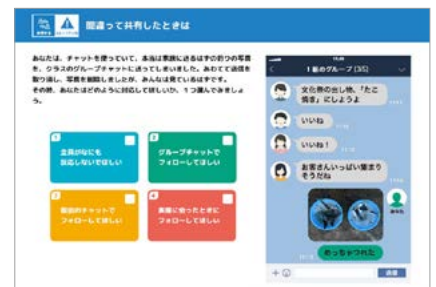 間違って共有したときは
あなたは、チャットを使っていて、本当は家族に送るはずの釣りの写真
を、クラスのグループチャットに送ってしまいました。あわてて送信を
取り消し、写真を削除しましたが、みんなは見ているはずです。
その時、あなたはどのように対応してほしいか、1つ選んでみましょ
う。
1
全員がなにも
反応しないでほしい
2
グループチャットで
フォローしてほしい
3
個別のチャットで
フォローしてほしい
4
実際に会ったときに
フォローしてほしい
1組のグループ (35)
文化祭の出し物、「たこ
焼き」にしようよ
いいね
いいね！
お客さんいっぱい集まり
そうだね
めっちゃつれた
送信